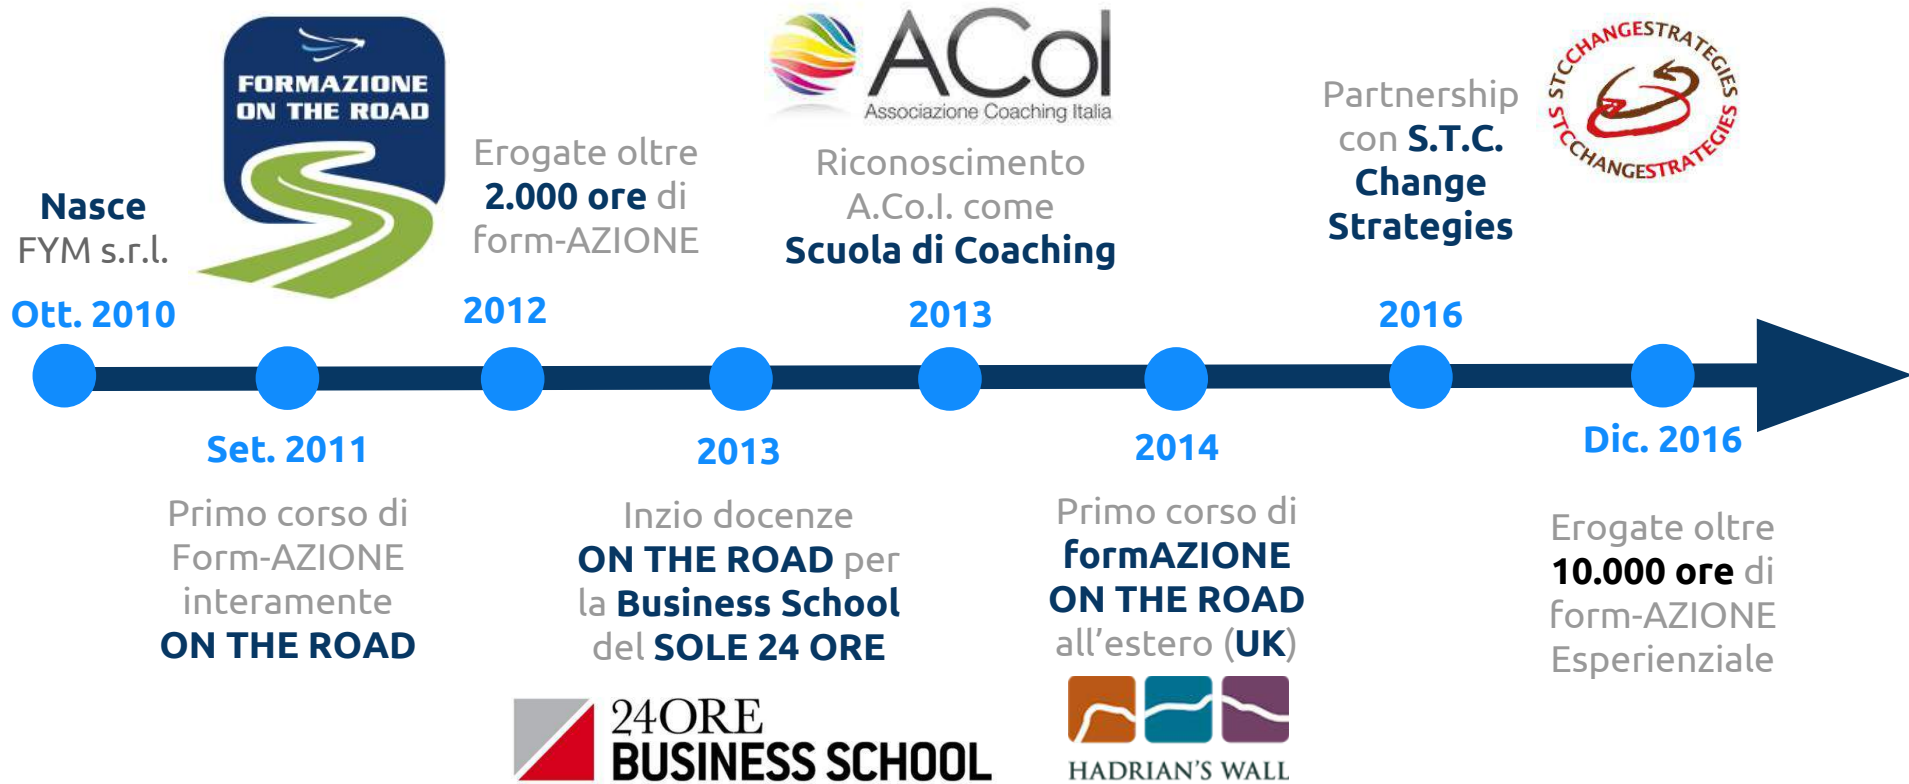 FORMAZIONE
ON THE ROAD
Nasce
FYM s.r.l.
Ott. 2010
Set. 2011
Primo corso di
Form-AZIONE
interamente
ON THE ROAD
Erogate oltre
2.000 ore di
form-AZIONE
2012
2013
Inzio docenze
ON THE ROAD per
la Business School
del SOLE 24 ORE
24ORE
BUSINESS SCHOOL
ACoI
Associazione Coaching Italia
Riconoscimento
A.Co.I. come
Scuola di Coaching
2013
2014
Primo corso di
formAZIONE
ON THE ROAD
all'estero (UK)
HADRIAN'S WALL
Partnership
con S.T.C.
Change
Strategies
STCCHANGESTRATEGIES
STCCHANGESTRATEGIES
2016
Dic. 2016
Erogate oltre
10.000 ore di
form-AZIONE
Esperienziale